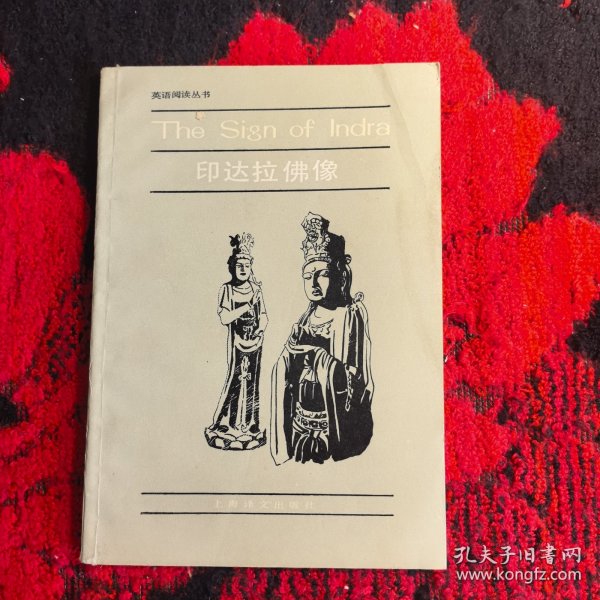 英语阅读丛书
The Sign of Indra
印达拉佛像
上海译文出版社
孔夫子旧书网
www.kongfz.com